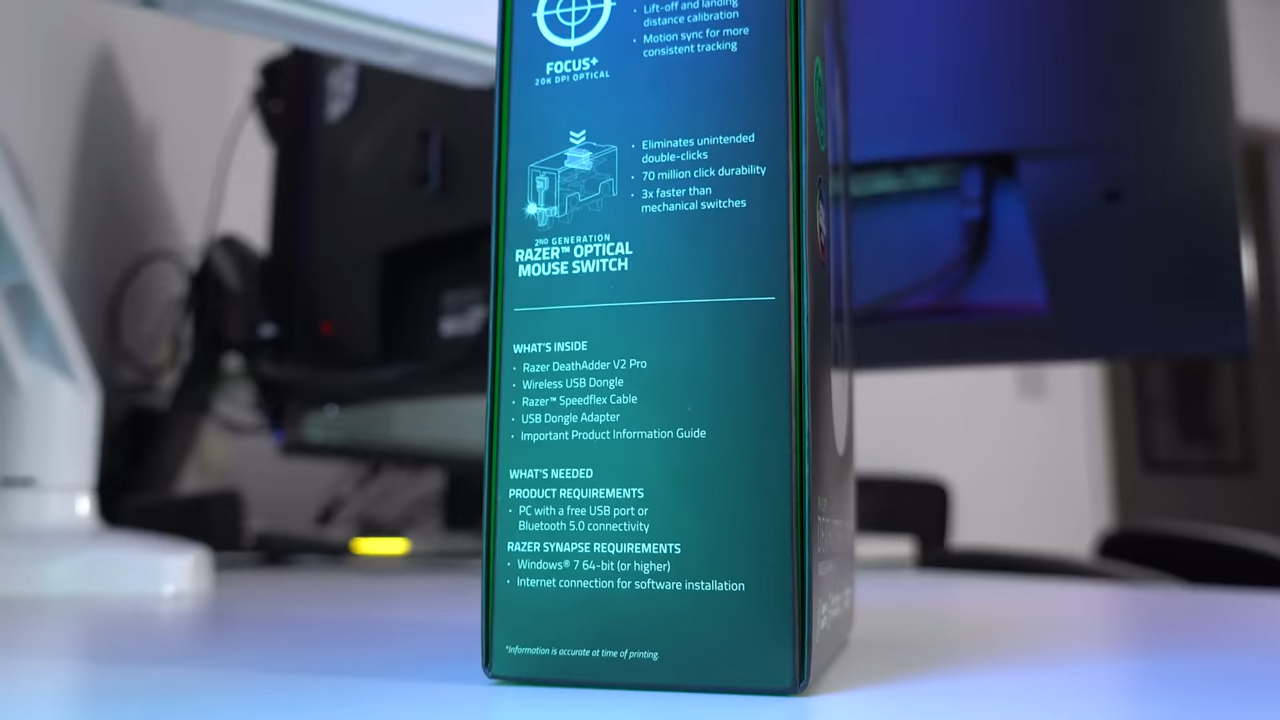 • Lift-off and landing
distance calibration
• Motion sync for more
consistent tracking
FOCUS+
20K DPI OPTICAL
• Eliminates unintended
double-clicks
• 70 million click durability
• 3x faster than
mechanical switches
2ND GENERATION
RAZER™ OPTICAL
MOUSE SWITCH
WHAT'S INSIDE
• Razer DeathAdder V2 Pro
• Wireless USB Dongle
• Razer™ Speedflex Cable
• USB Dongle Adapter
• Important Product Information Guide
WHAT'S NEEDED
PRODUCT REQUIREMENTS
• PC with a free USB port or
Bluetooth 5.0 connectivity
RAZER SYNAPSE REQUIREMENTS
• Windows® 7 64-bit (or higher)
• Internet connection for software installation
*Information is accurate at time of printing.